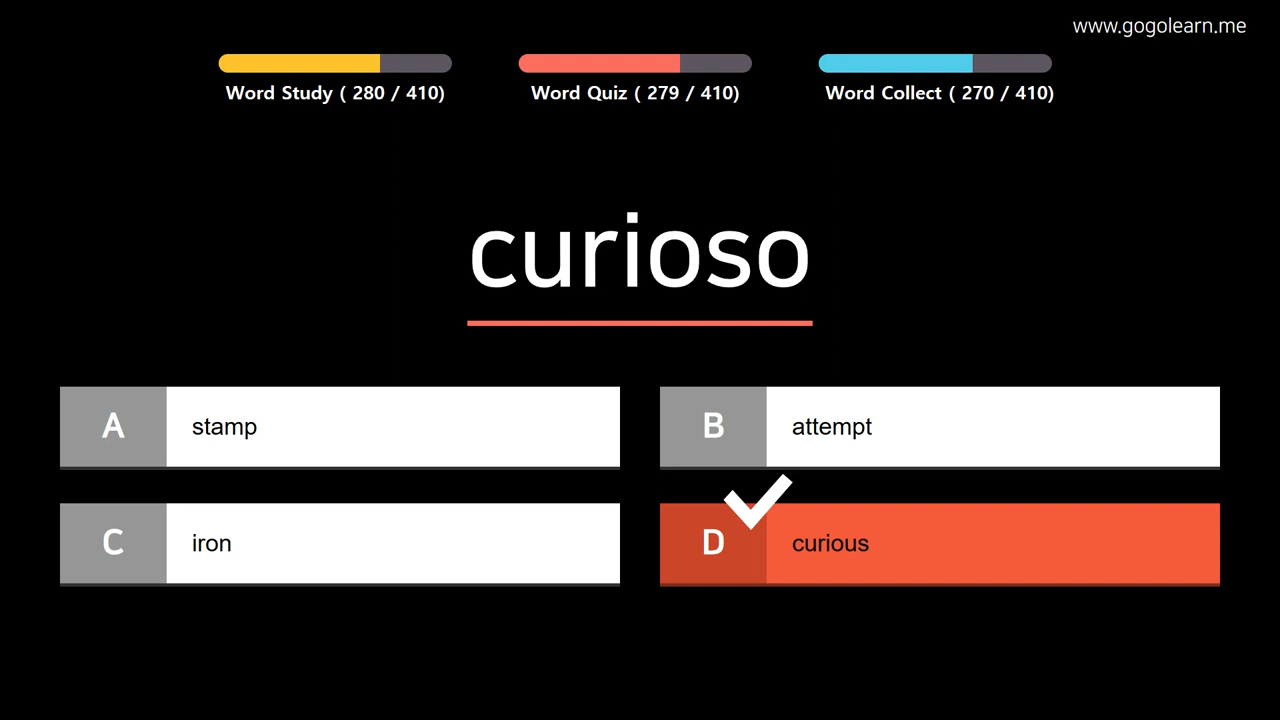 www.gogolearn.me
Word Study ( 280 / 410)
Word Quiz ( 279 / 410)
Word Collect ( 270 / 410)
curioso
A stamp
B attempt
C iron
D curious